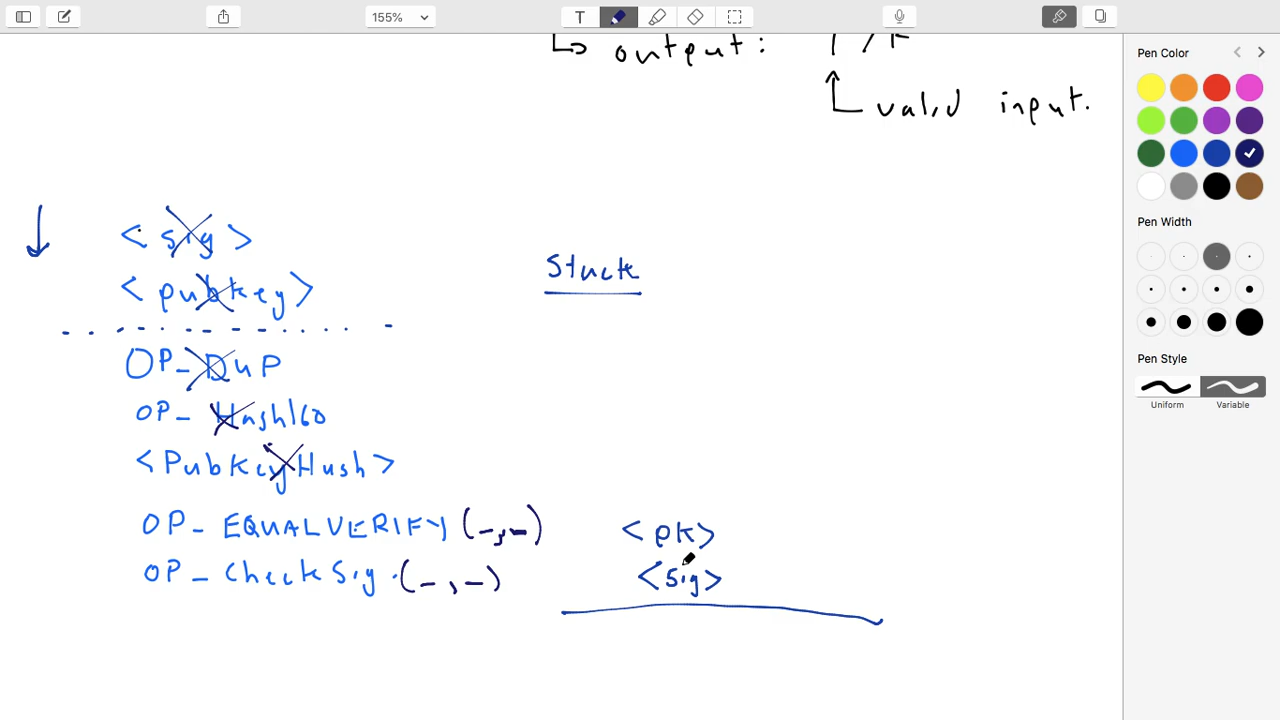 155%
T
output: T/F
valid input.
Pen Color
<sig>
<pubkey>
OP_DUP
OP_Hash160
<PubKeyHash>
OP_EQUALVERIFY (_,_)
OP_CheckSig (_,_)
Stack
<pk>
<sig>
Pen Width
Pen Style
Uniform
Variable